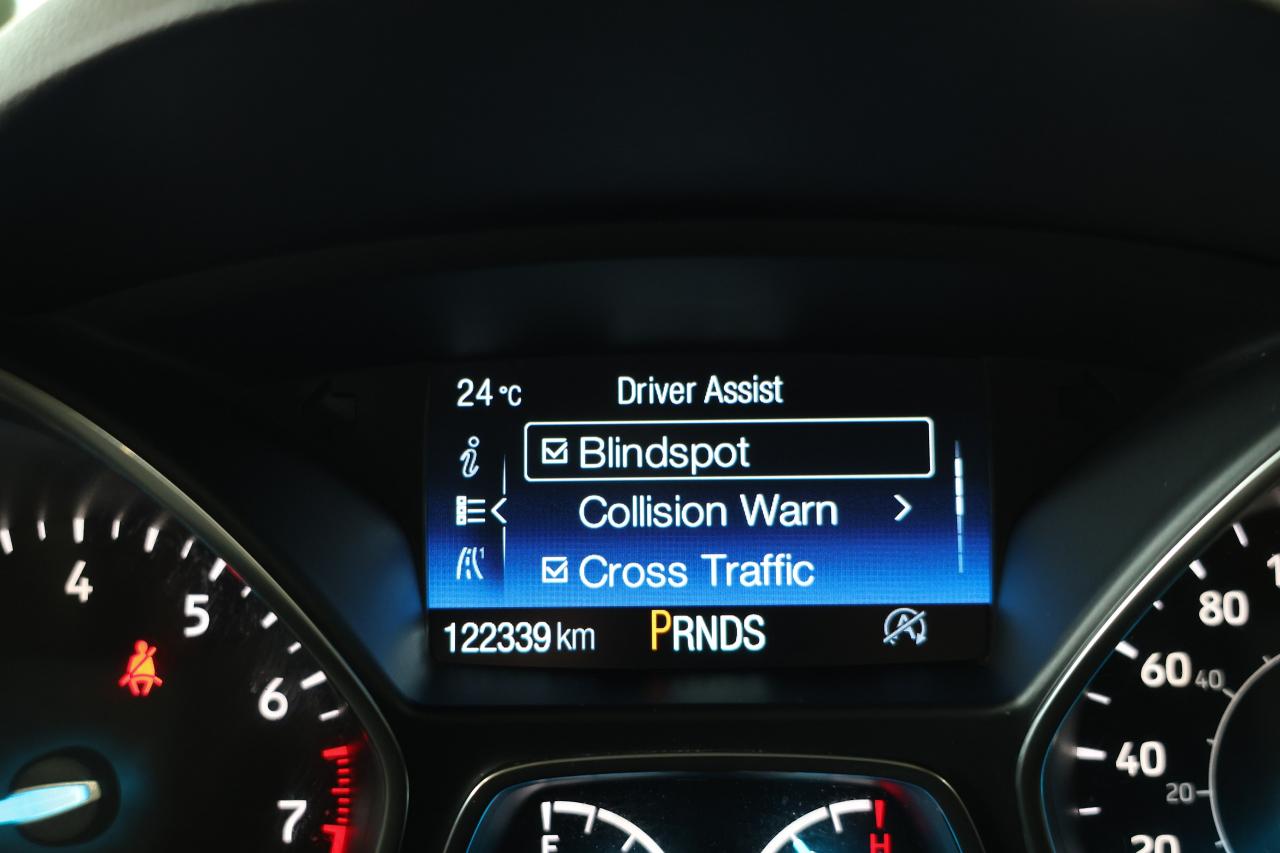 24 °C Driver Assist
Blindspot
Collision Warn
Cross Traffic
122339 km PRNDS
4
5
6
7
E
H
80
60
40
40
20
20